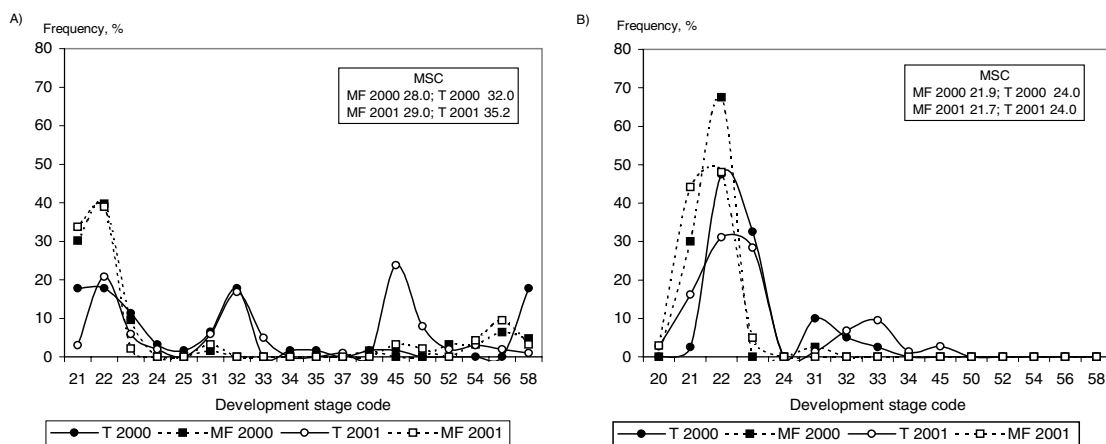 A)
Frequency, %
80
70
60
50
40
30
20
10
0
MSC
MF 2000 28.0; T 2000 32.0
MF 2001 29.0; T 2001 35.2
21 22 23 24 25 31 32 33 34 35 37 39 45 50 52 54 56 58
Development stage code
T 2000 MF 2000 T 2001 MF 2001
B)
Frequency, %
80
70
60
50
40
30
20
10
0
MSC
MF 2000 21.9; T 2000 24.0
MF 2001 21.7; T 2001 24.0
20 21 22 23 24 31 32 33 34 45 50 52 54 56 58
Development stage code
T 2000 MF 2000 T 2001 MF 2001